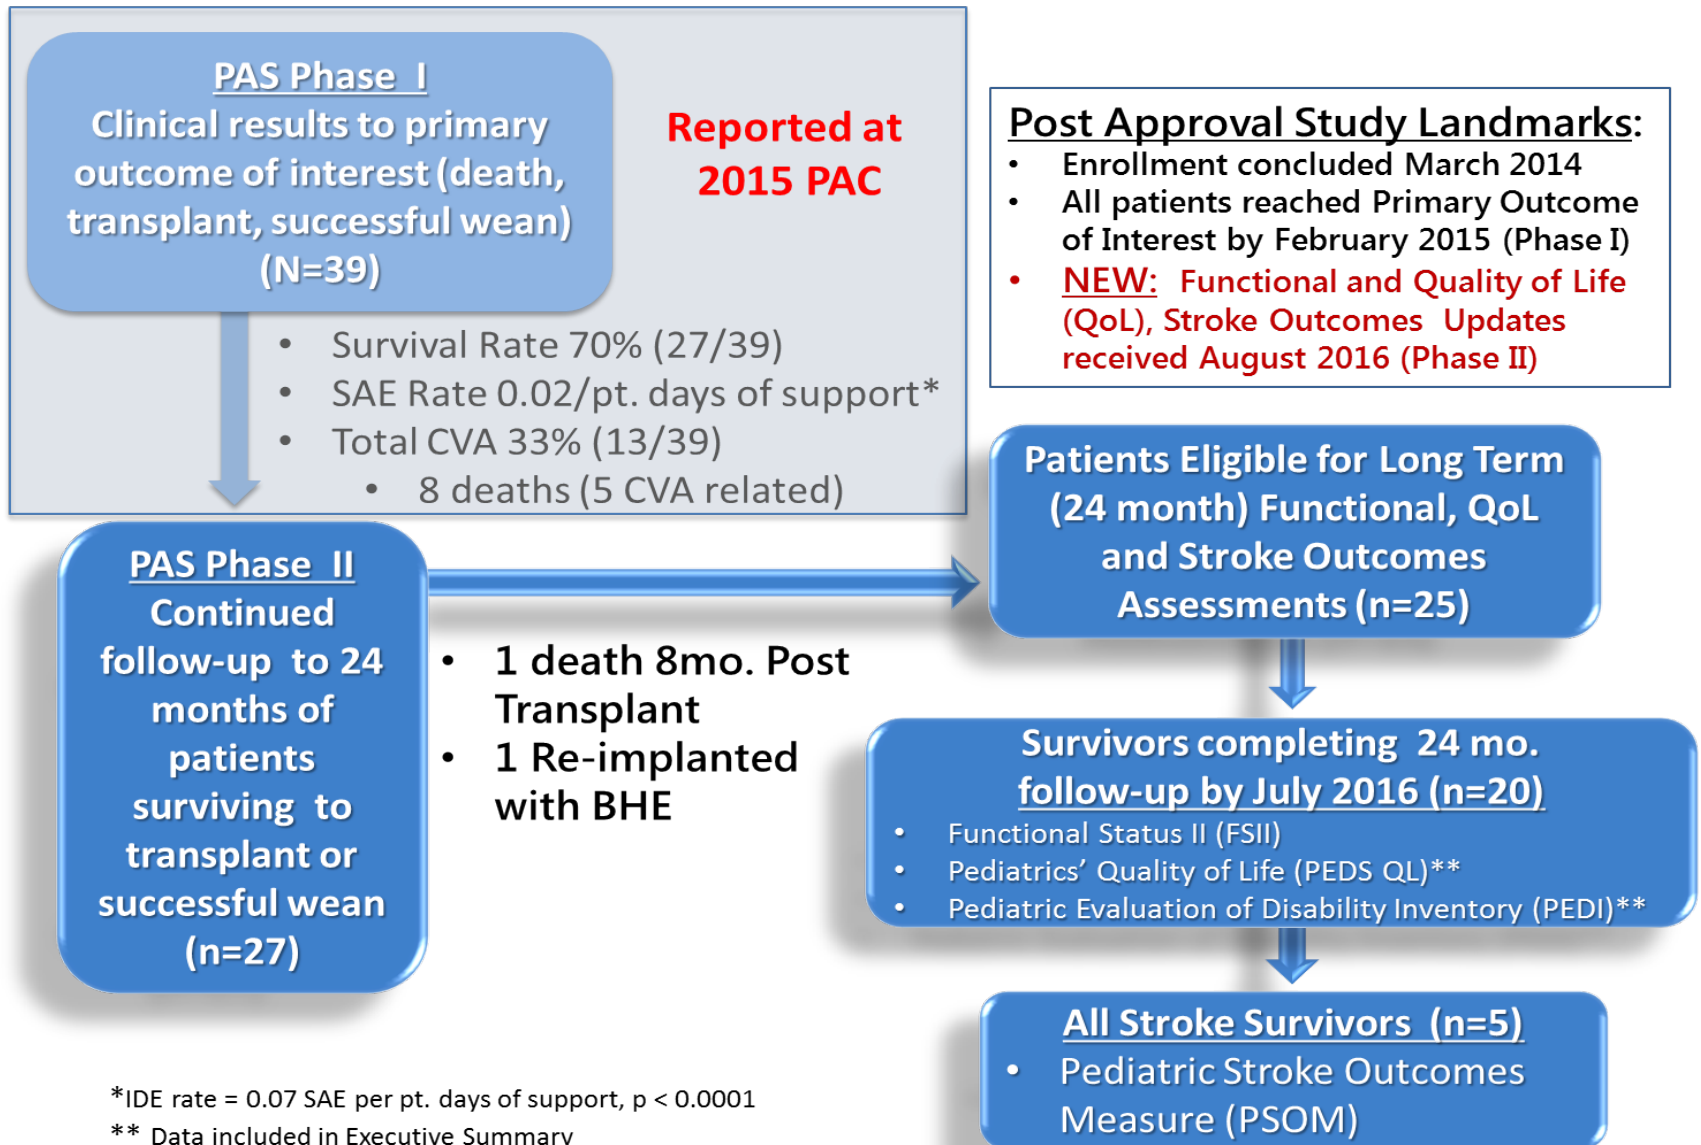 PAS Phase I
Clinical results to primary
outcome of interest (death,
transplant, successful wean)
(N=39)
Reported at
2015 PAC
• Survival Rate 70% (27/39)
• SAE Rate 0.02/pt. days of support*
• Total CVA 33% (13/39)
• 8 deaths (5 CVA related)
Post Approval Study Landmarks:
• Enrollment concluded March 2014
• All patients reached Primary Outcome
of Interest by February 2015 (Phase I)
• NEW: Functional and Quality of Life
(QoL), Stroke Outcomes Updates
received August 2016 (Phase II)
PAS Phase II
Continued
follow-up to 24
months of
patients
surviving to
transplant or
successful wean
(n=27)
• 1 death 8mo. Post
Transplant
• 1 Re-implanted
with BHE
Patients Eligible for Long Term
(24 month) Functional, QoL
and Stroke Outcomes
Assessments (n=25)
Survivors completing 24 mo.
follow-up by July 2016 (n=20)
• Functional Status II (FSII)
• Pediatrics’ Quality of Life (PEDS QL)**
• Pediatric Evaluation of Disability Inventory (PEDI)**
All Stroke Survivors (n=5)
• Pediatric Stroke Outcomes
Measure (PSOM)
*IDE rate = 0.07 SAE per pt. days of support, p < 0.0001
** Data included in Executive Summary